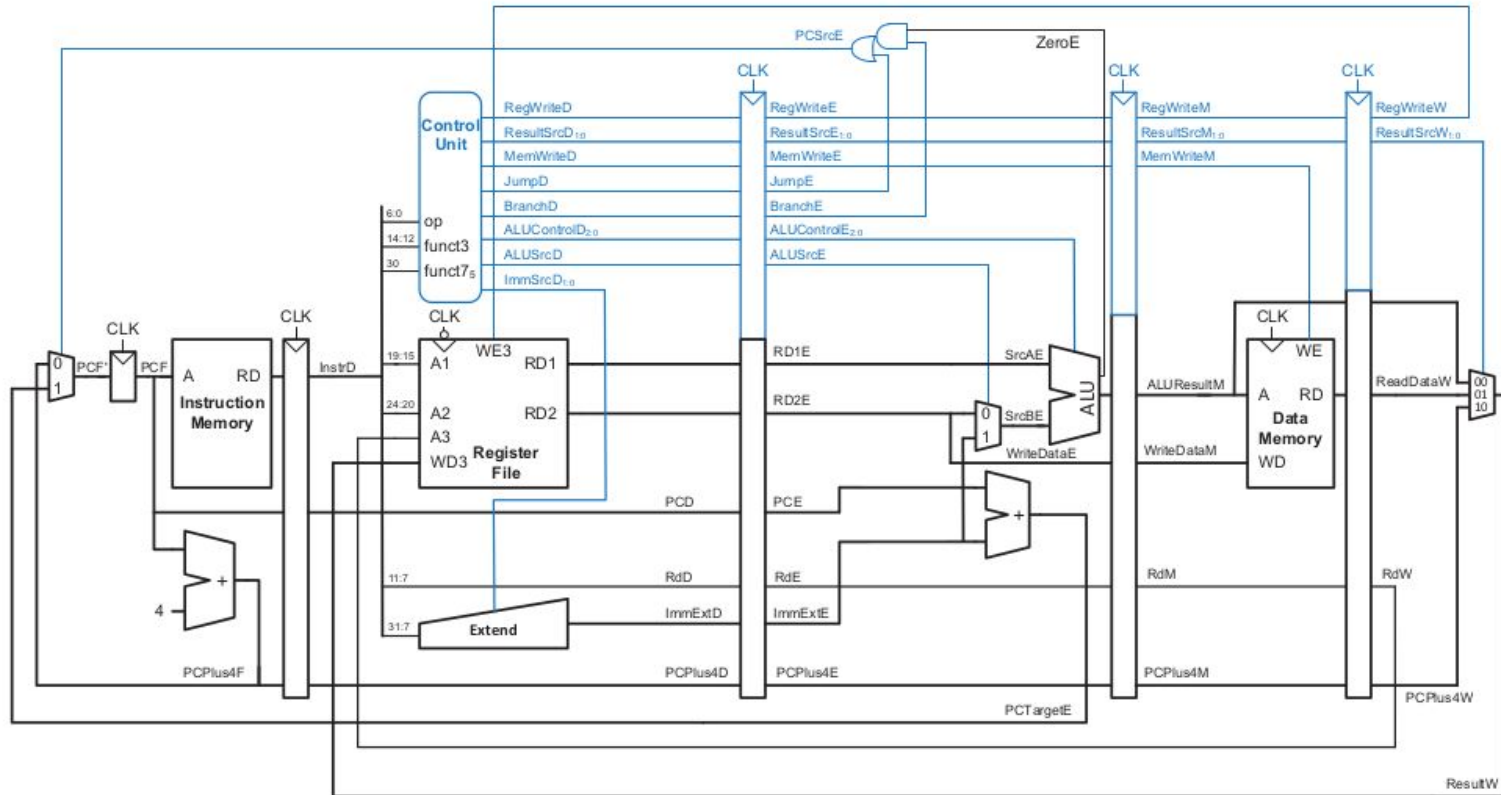 PCSrcE
ZeroE
CLK
CLK
CLK
Control
Unit
RegWriteD
RegWriteE
RegWriteM
RegWriteW
ResultSrcD1:0
ResultSrcE1:0
ResultSrcM1:0
ResultSrcW1:0
MemWriteD
MemWriteE
MemWriteM
JumpD
JumpE
BranchD
BranchE
6:0
op
ALUControlD2:0
ALUControlE2:0
14:12
funct3
ALUSrcD
ALUSrcE
30
funct75
ImmSrcD1:0
CLK
CLK
CLK
CLK
0
1
PCF'
PCF
A
RD
Instruction
Memory
InstrD
19:15
A1
WE3
RD1
RD1E
SrcAE
24:20
A2
RD2
RD2E
A3
WD3
Register
File
0
1
SrcBE
ALU
WriteDataE
ALUResultM
WriteDataM
WE
A
RD
Data
Memory
WD
ReadDataW
00
01
10
PCD
PCE
+
+
4
11:7
RdD
RdE
RdM
RdW
31:7
Extend
ImmExtD
ImmExtE
PCPlus4F
PCPlus4D
PCPlus4E
PCPlus4M
PCPlus4W
PCTargetE
ResultW